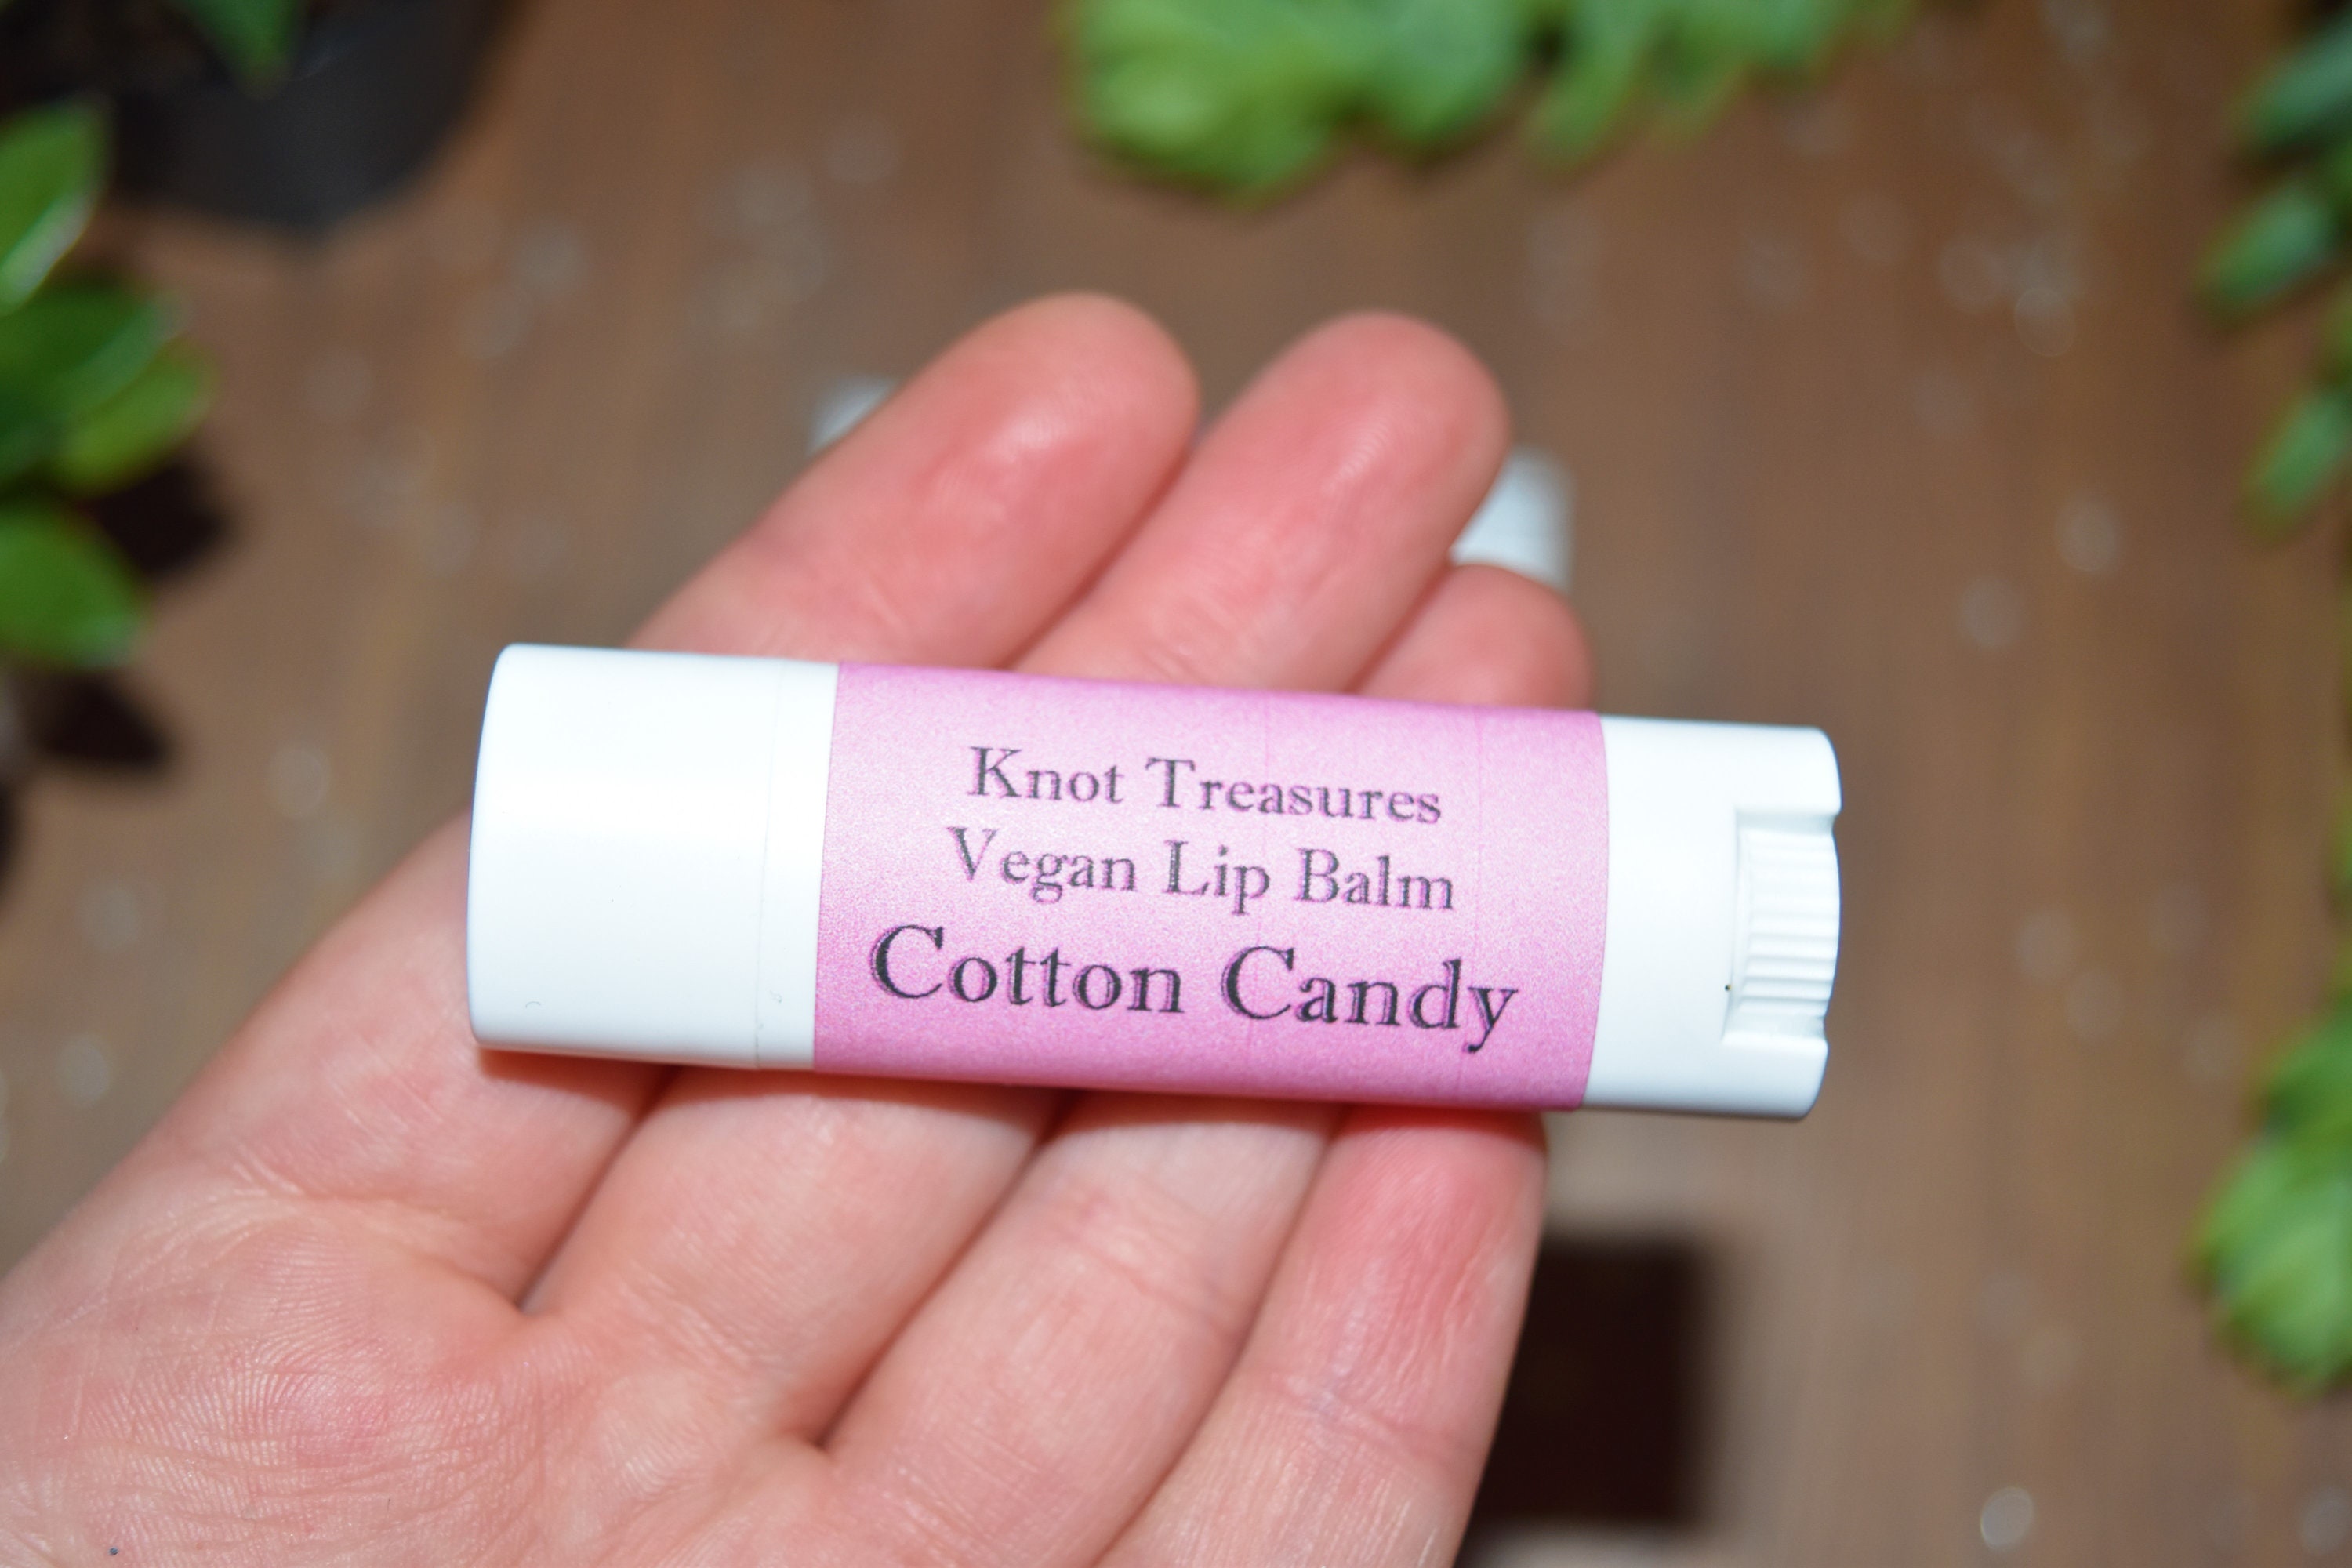 Knot Treasures
Vegan Lip Balm
Cotton Candy